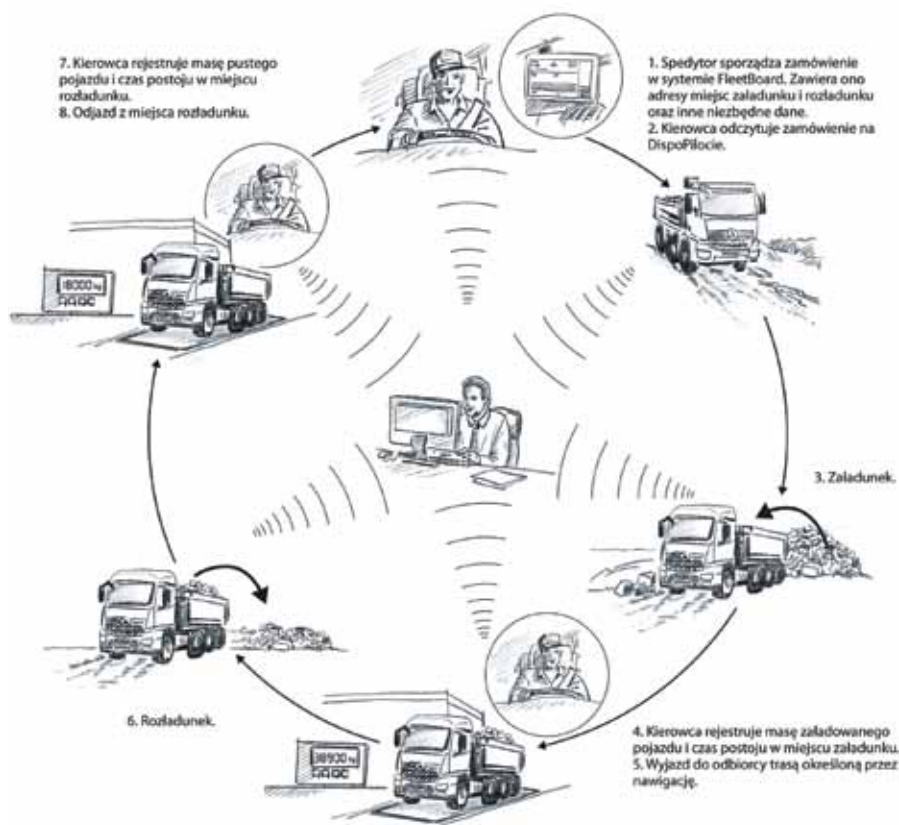 7. Kierowca rejestruje masę pustego
pojazdu i czas postoju w miejscu
rozładunku.
8. Odjazd z miejsca rozładunku.
1. Spedytor sporządza zamówienie
w systemie FleetBoard. Zawiera ono
adresy miejsc załadunku i rozładunku
oraz inne niezbędne dane.
2. Kierowca odczytuje zamówienie na
DispoPilocie.
18000 kg
3. Załadunek.
6. Rozładunek.
38900 kg
4. Kierowca rejestruje masę załadowanego
pojazdu i czas postoju w miejscu załadunku.
5. Wyjazd do odbiorcy trasą określoną przez
nawigację.